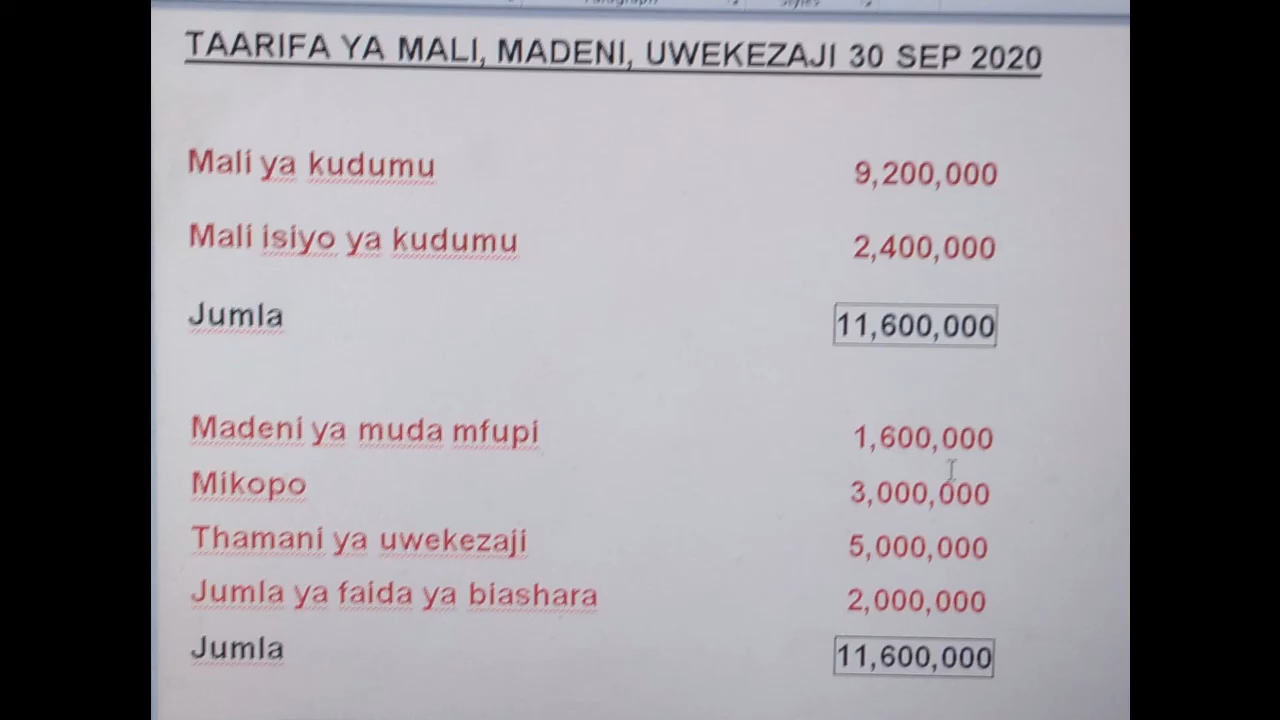 TAARIFA YA MALI, MADENI, UWEKEZAJI 30 SEP 2020
Mali ya kudumu 9,200,000
Mali isiyo ya kudumu 2,400,000
Jumla 11,600,000
Madeni ya muda mfupi 1,600,000
Mikopo 3,000,000
Thamani ya uwekezaji 5,000,000
Jumla ya faida ya biashara 2,000,000
Jumla 11,600,000